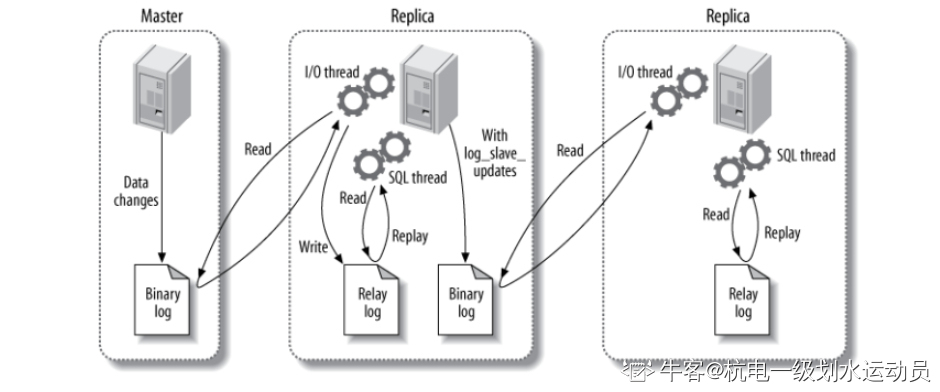 Master
Replica
Replica
I/O thread
I/O thread
Read
With
log_slave_
updates
Read
SQL thread
SQL thread
Data
changes
Read
Read
Write
Replay
Replay
Binary
log
Relay
log
Binary
log
Relay
log
牛客@杭电一级划水运动员